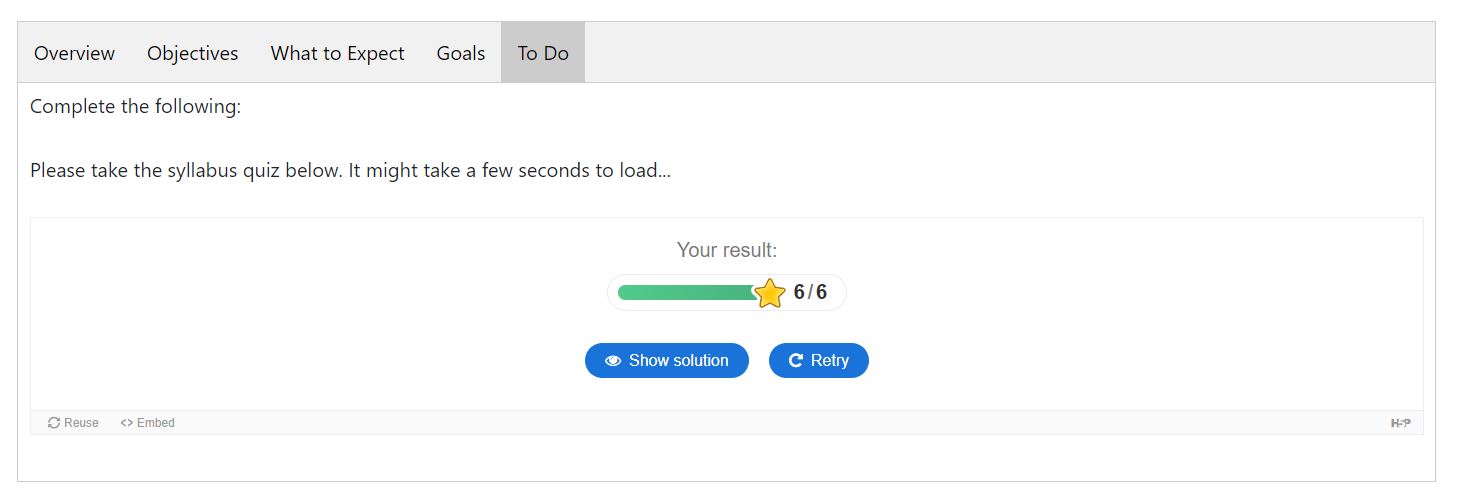 Overview Objectives What to Expect Goals To Do
Complete the following:
Please take the syllabus quiz below. It might take a few seconds to load...
Your result:
6/6
Show solution Retry
Reuse Embed H5P